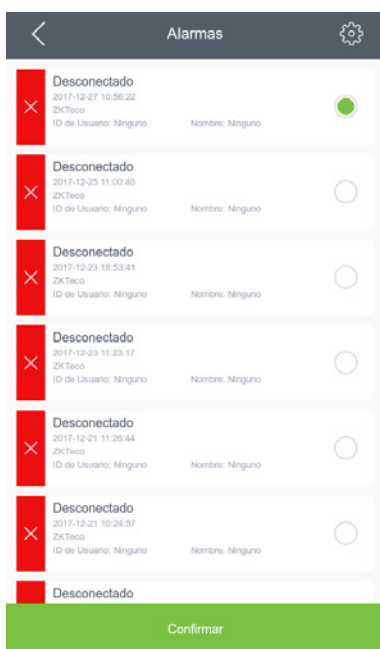 Alarmas
Desconectado
2017-12-27 10:56:22
ZKTeco
ID de Usuario: Ninguno Nombre: Ninguno
Desconectado
2017-12-25 11:00:40
ZKTeco
ID de Usuario: Ninguno Nombre: Ninguno
Desconectado
2017-12-23 18:53:41
ZKTeco
ID de Usuario: Ninguno Nombre: Ninguno
Desconectado
2017-12-23 11:23:17
ZKTeco
ID de Usuario: Ninguno Nombre: Ninguno
Desconectado
2017-12-21 11:26:44
ZKTeco
ID de Usuario: Ninguno Nombre: Ninguno
Desconectado
2017-12-21 10:24:57
ZKTeco
ID de Usuario: Ninguno Nombre: Ninguno
Desconectado
Confirmar